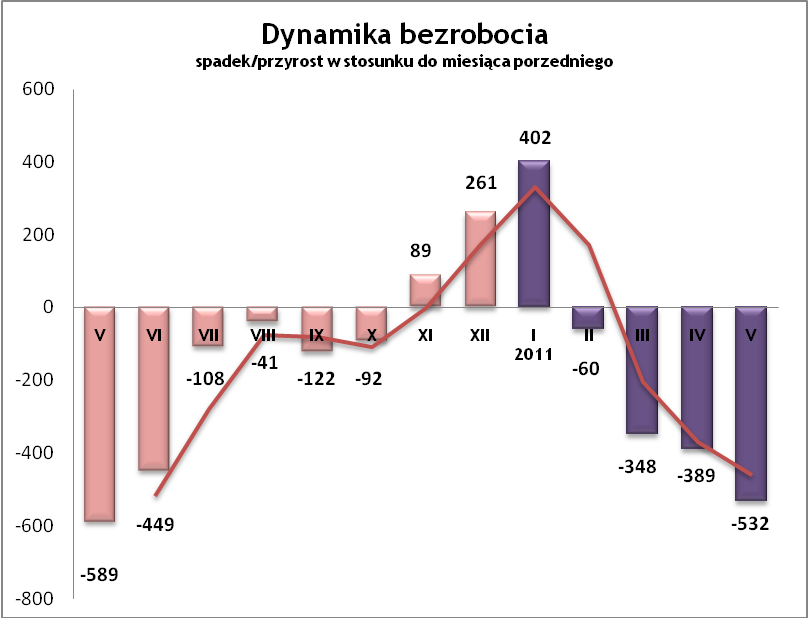 Dynamika bezrobocia
spadek/przyrost w stosunku do miesiąca porzedniego
600
400
200
0
-200
-400
-600
-800
V
VI
VII
VIII
IX
X
XI
XII
I
2011
II
III
IV
V
-589
-449
-108
-41
-122
-92
89
261
402
-60
-348
-389
-532